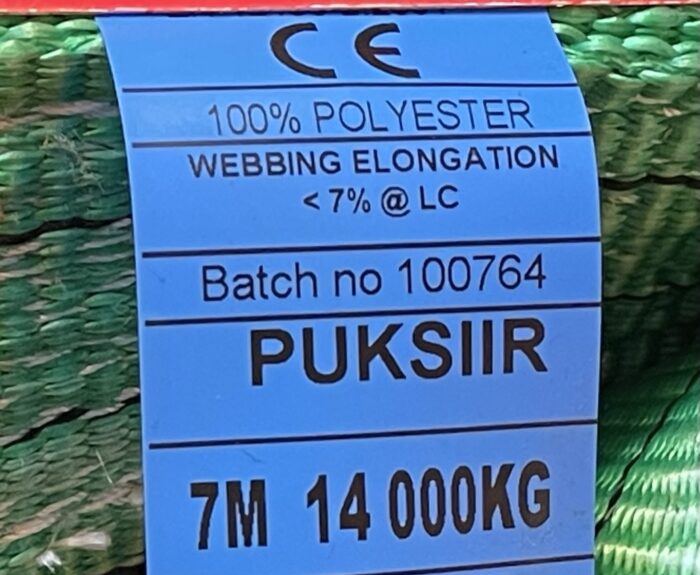 CE
100% POLYESTER
WEBBING ELONGATION
< 7% @ LC
Batch no 100764
PUKSIIR
7M 14 000KG